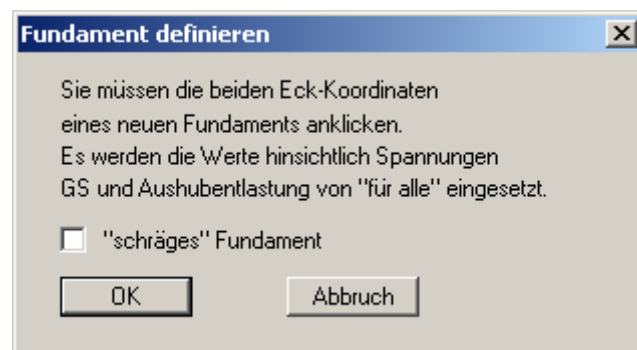 Fundament definieren
Sie müssen die beiden Eck-Koordinaten
eines neuen Fundaments anklicken.
Es werden die Werte hinsichtlich Spannungen
GS und Aushubentlastung von "für alle" eingesetzt.
"schräges" Fundament
OK Abbruch